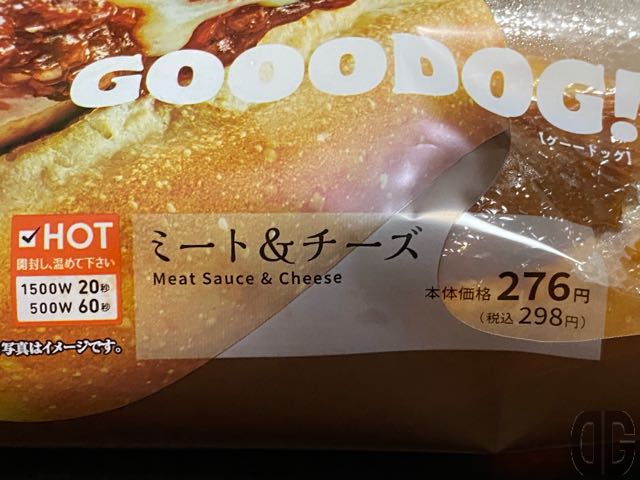 GOOODOG!
[グーードッグ]
HOT
開封し、温めて下さい
1500W 20秒
500W 60秒
ミート&チーズ
Meat Sauce & Cheese
本体価格 276円
(税込 298円)
写真はイメージです。
DG